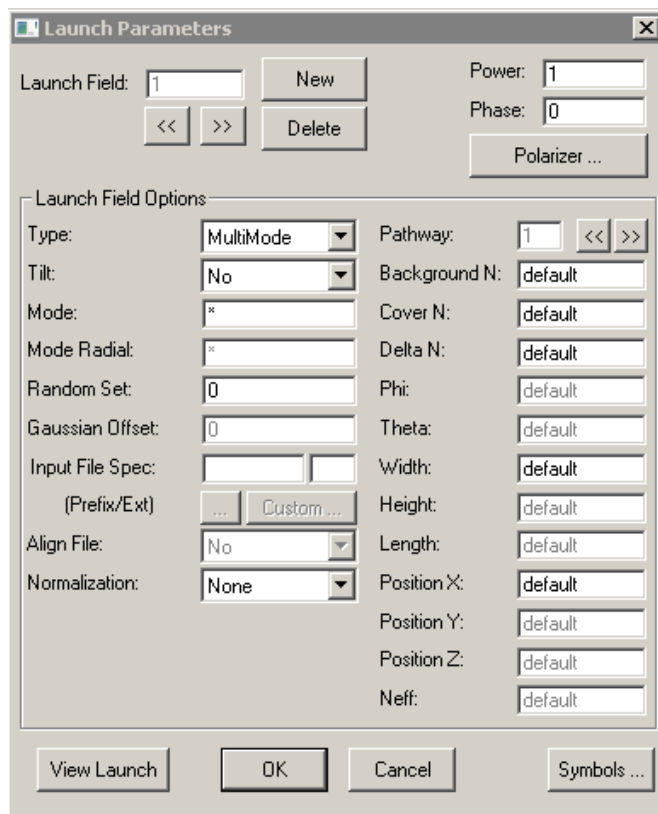 Launch Parameters
Launch Field: 1 New Power: 1
<< >> Delete Phase: 0
Polarizer ...
Launch Field Options
Type: MultiMode Pathway: 1 << >>
Tilt: No Background N: default
Mode: * Cover N: default
Mode Radial: * Delta N: default
Random Set: 0 Phi: default
Gaussian Offset: 0 Theta: default
Input File Spec: Width: default
(Prefix/Ext) ... Custom ... Height: default
Align File: No Length: default
Normalization: None Position X: default
Position Y: default
Position Z: default
Neff: default
View Launch OK Cancel Symbols ...